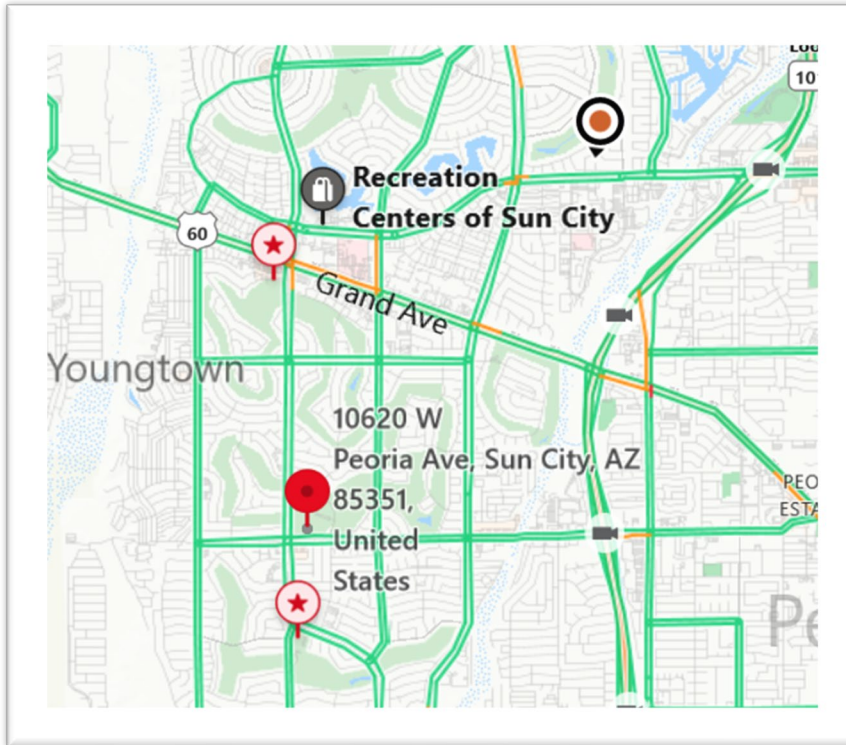 10
Recreation
Centers of Sun City
60
Grand Ave
Youngtown
10620 W
Peoria Ave, Sun City, AZ
85351,
United
States
PEO
ESTA
Pe